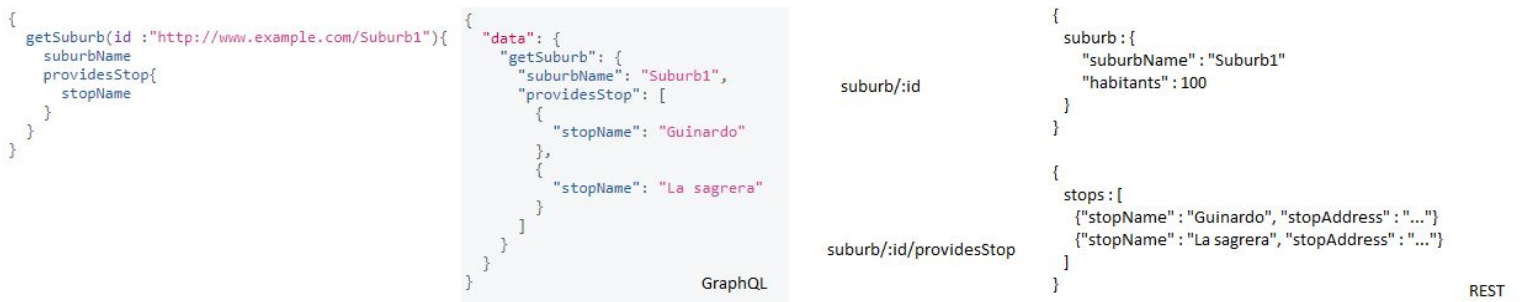 {
  getSuburb(id :"http://www.example.com/Suburb1"){
    suburbName
    providesStop{
      stopName
    }
  }
}
{
  "data": {
    "getSuburb": {
      "suburbName": "Suburb1",
      "providesStop": [
        {
          "stopName": "Guinardo"
        },
        {
          "stopName": "La sagrera"
        }
      ]
    }
  }
}
GraphQL
suburb/:id
{
  suburb : {
    "suburbName" : "Suburb1"
    "habitants" : 100
  }
}
suburb/:id/providesStop
{
  stops : [
    {"stopName" : "Guinardo", "stopAddress" : "..."}
    {"stopName" : "La sagrera", "stopAddress" : "..."}
  ]
}
REST